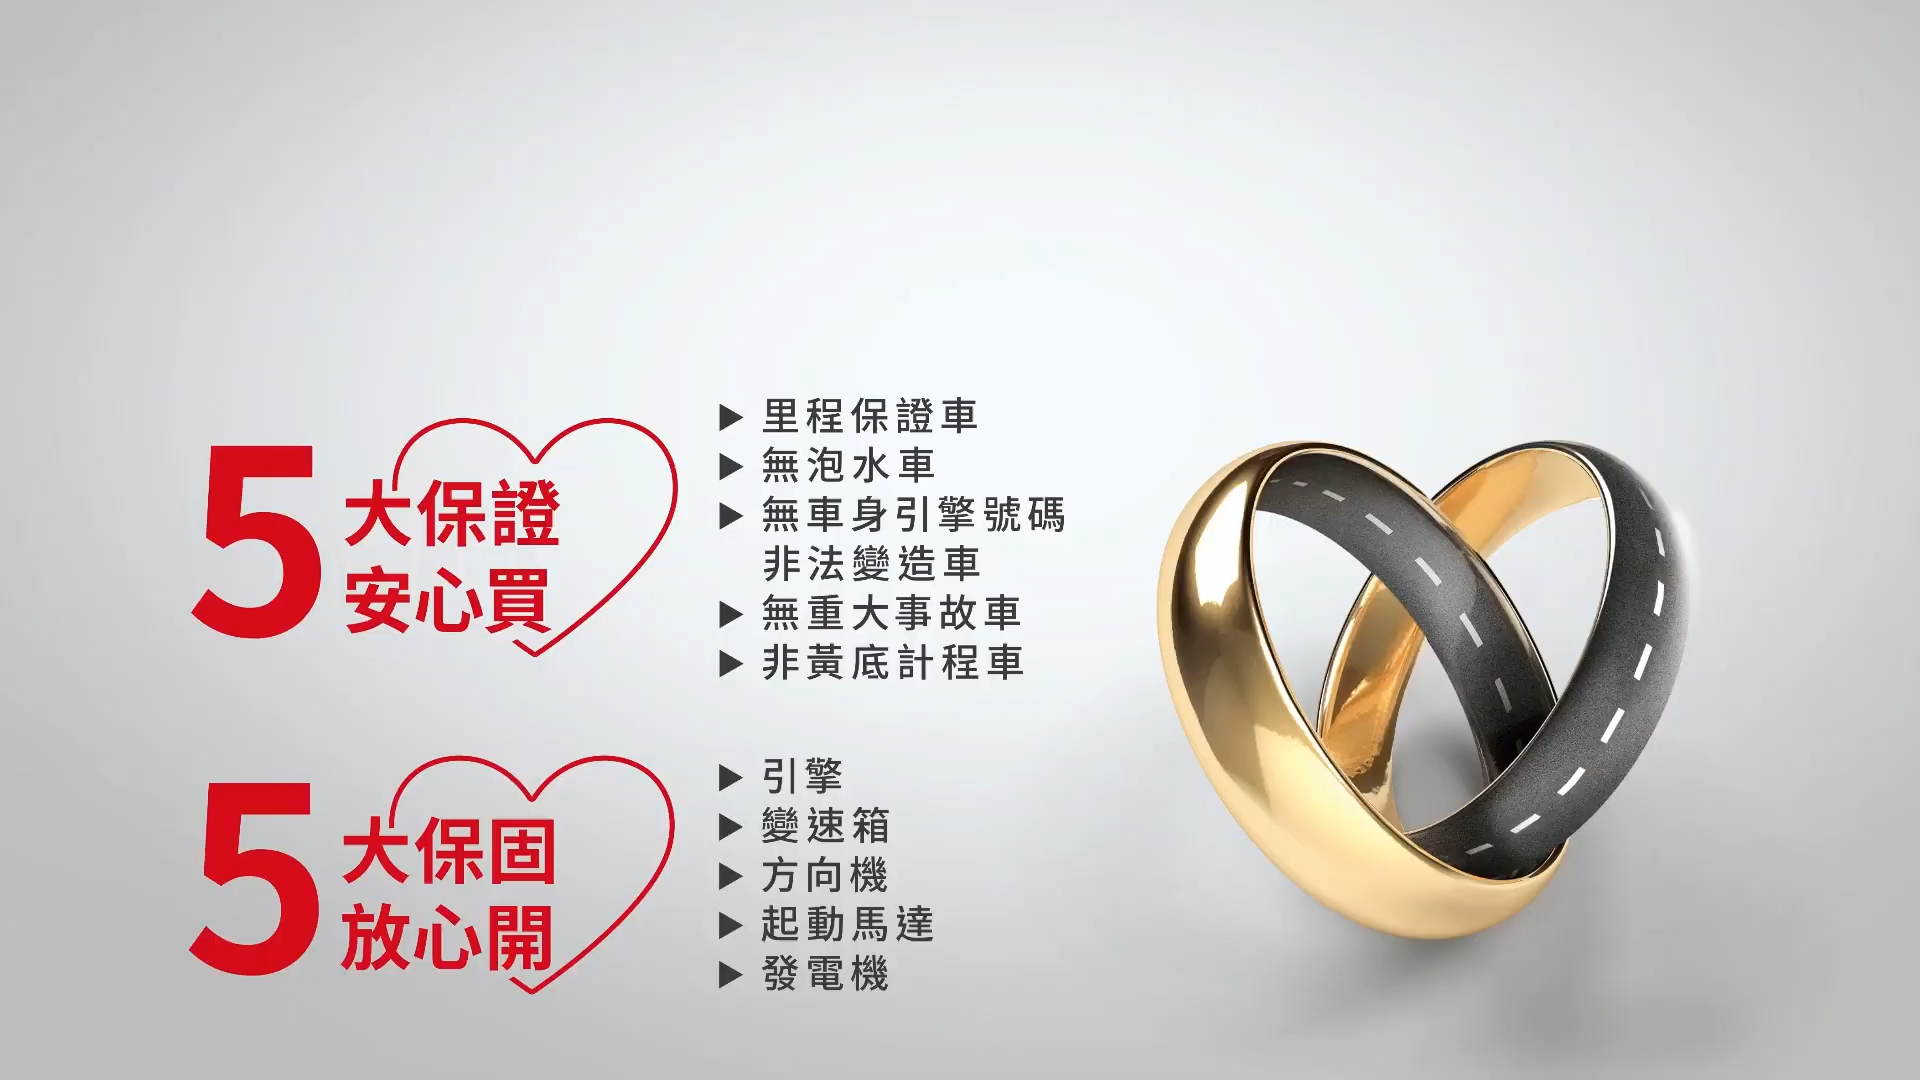 5大保證
安心買
▶ 里程保證車
▶ 無泡水車
▶ 無車身引擎號碼
非法變造車
▶ 無重大事故車
▶ 非黃底計程車
5大保固
放心開
▶ 引擎
▶ 變速箱
▶ 方向機
▶ 起動馬達
▶ 發電機